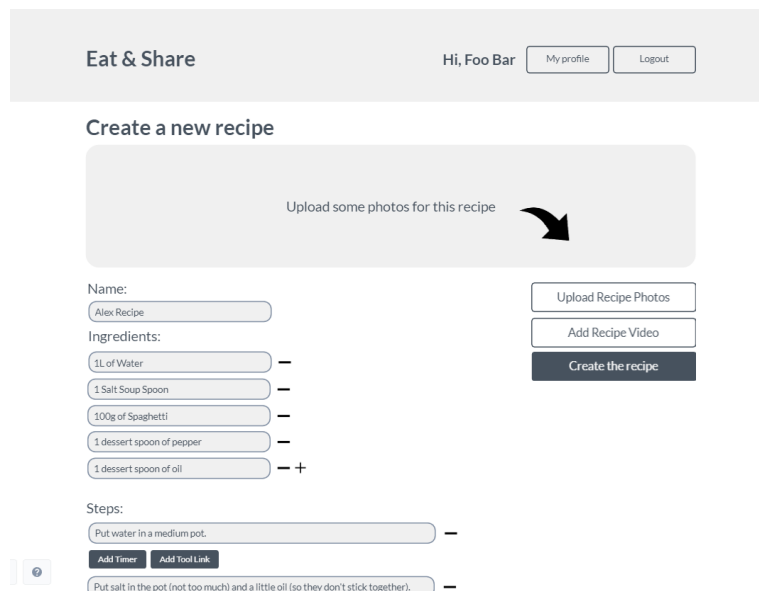 Eat & Share
Hi, Foo Bar
My profile
Logout
Create a new recipe
Upload some photos for this recipe
Name:
Alex Recipe
Upload Recipe Photos
Ingredients:
Add Recipe Video
1L of Water
Create the recipe
1 Salt Soup Spoon
100g of Spaghetti
1 dessert spoon of pepper
1 dessert spoon of oil
Steps:
Put water in a medium pot.
Add Timer
Add Tool Link
Put salt in the pot (not too much) and a little oil (so they don't stick together).